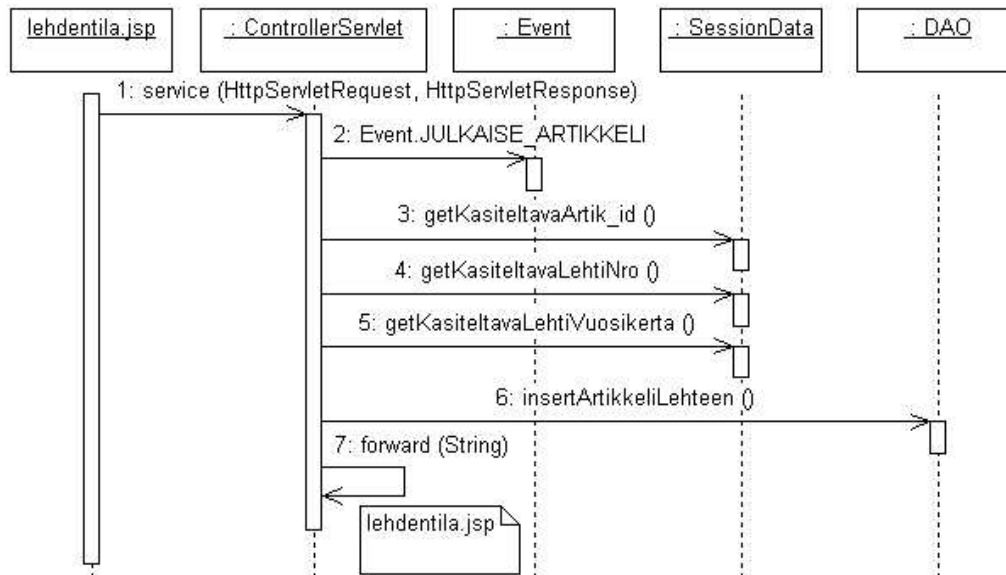 lehdentila.jsp
: ControllerServlet
: Event
: SessionData
: DAO
1: service (HttpServletRequest, HttpServletResponse)
2: Event.JULKAISE_ARTIKKELI
3: getKasiteltavaArtik_id ()
4: getKasiteltavaLehtiNro ()
5: getKasiteltavaLehtiVuosikerta ()
6: insertArtikkeliLehteen ()
7: forward (String)
lehdentila.jsp